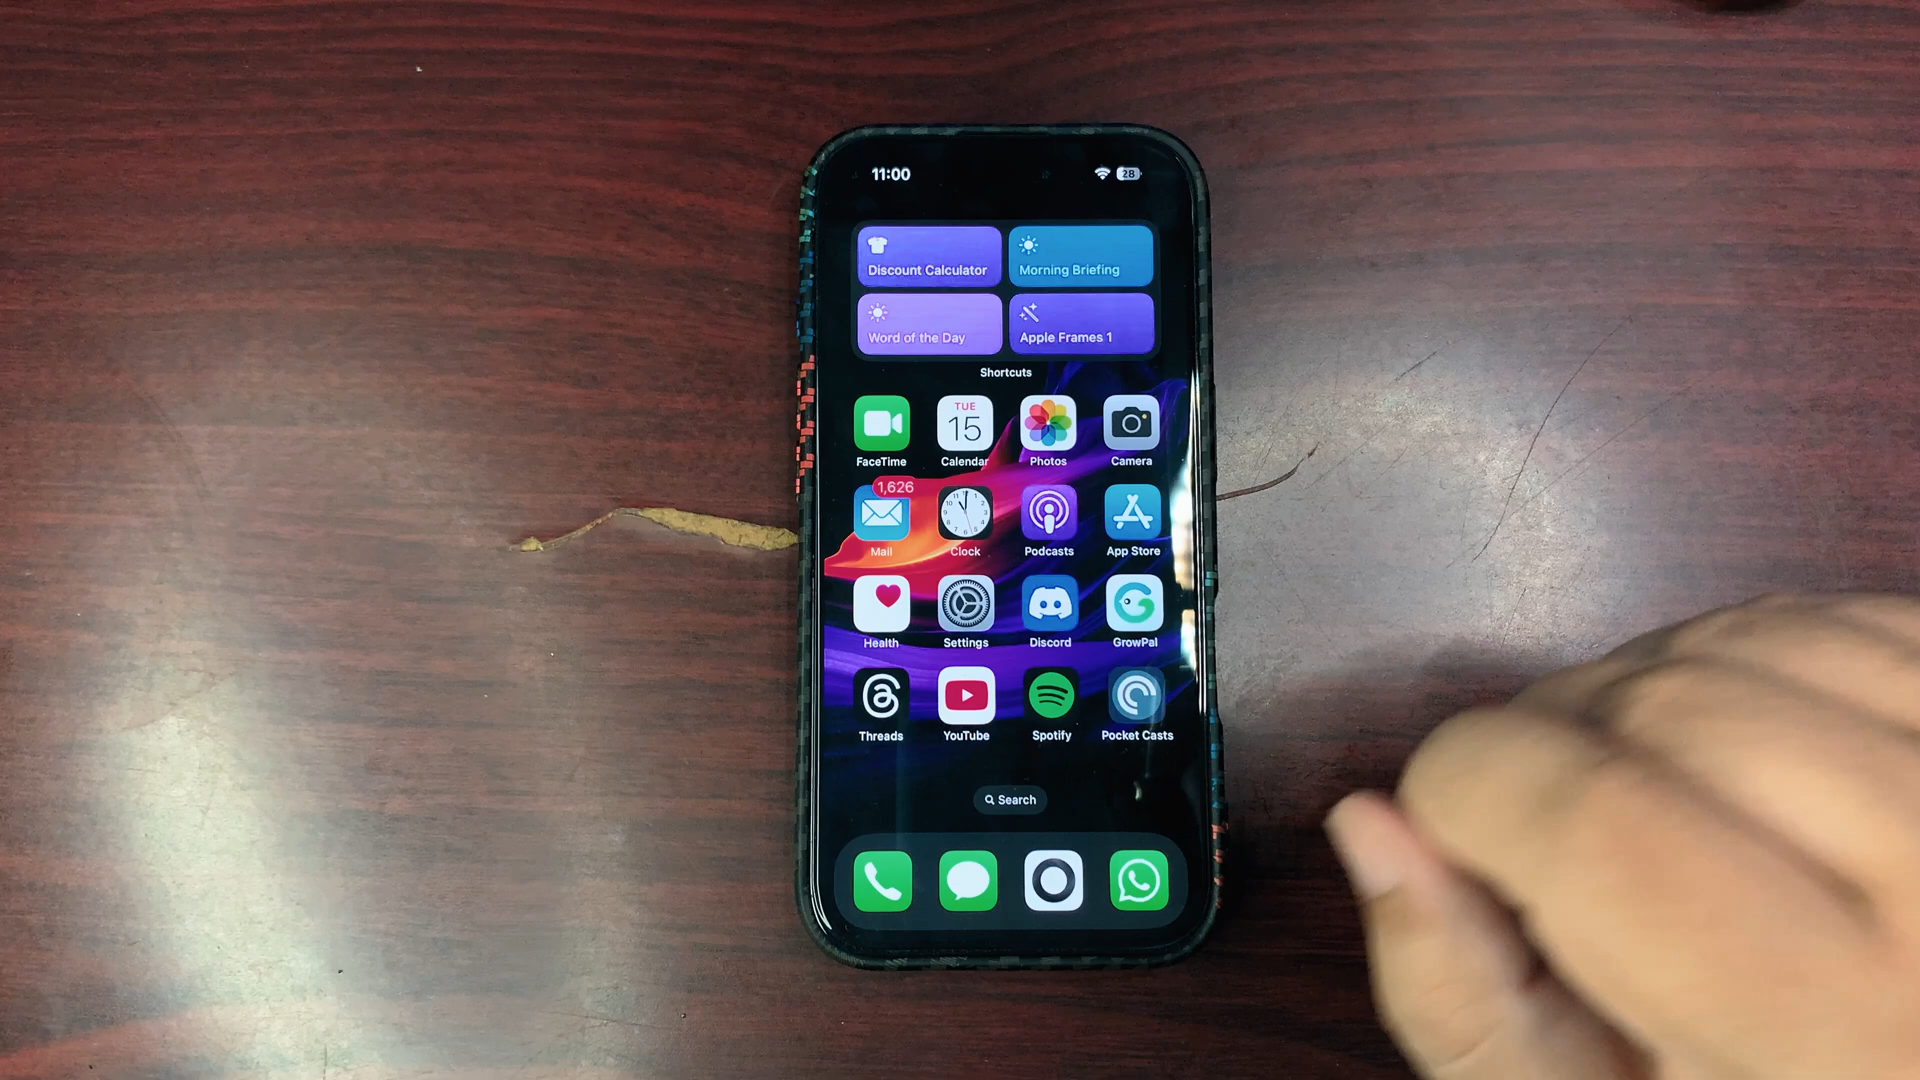 11:00 28
Discount Calculator Morning Briefing
Word of the Day Apple Frames 1
Shortcuts
TUE
15
FaceTime Calendar Photos Camera
1,626
Mail Clock Podcasts App Store
Health Settings Discord GrowPal
Threads YouTube Spotify Pocket Casts
Search